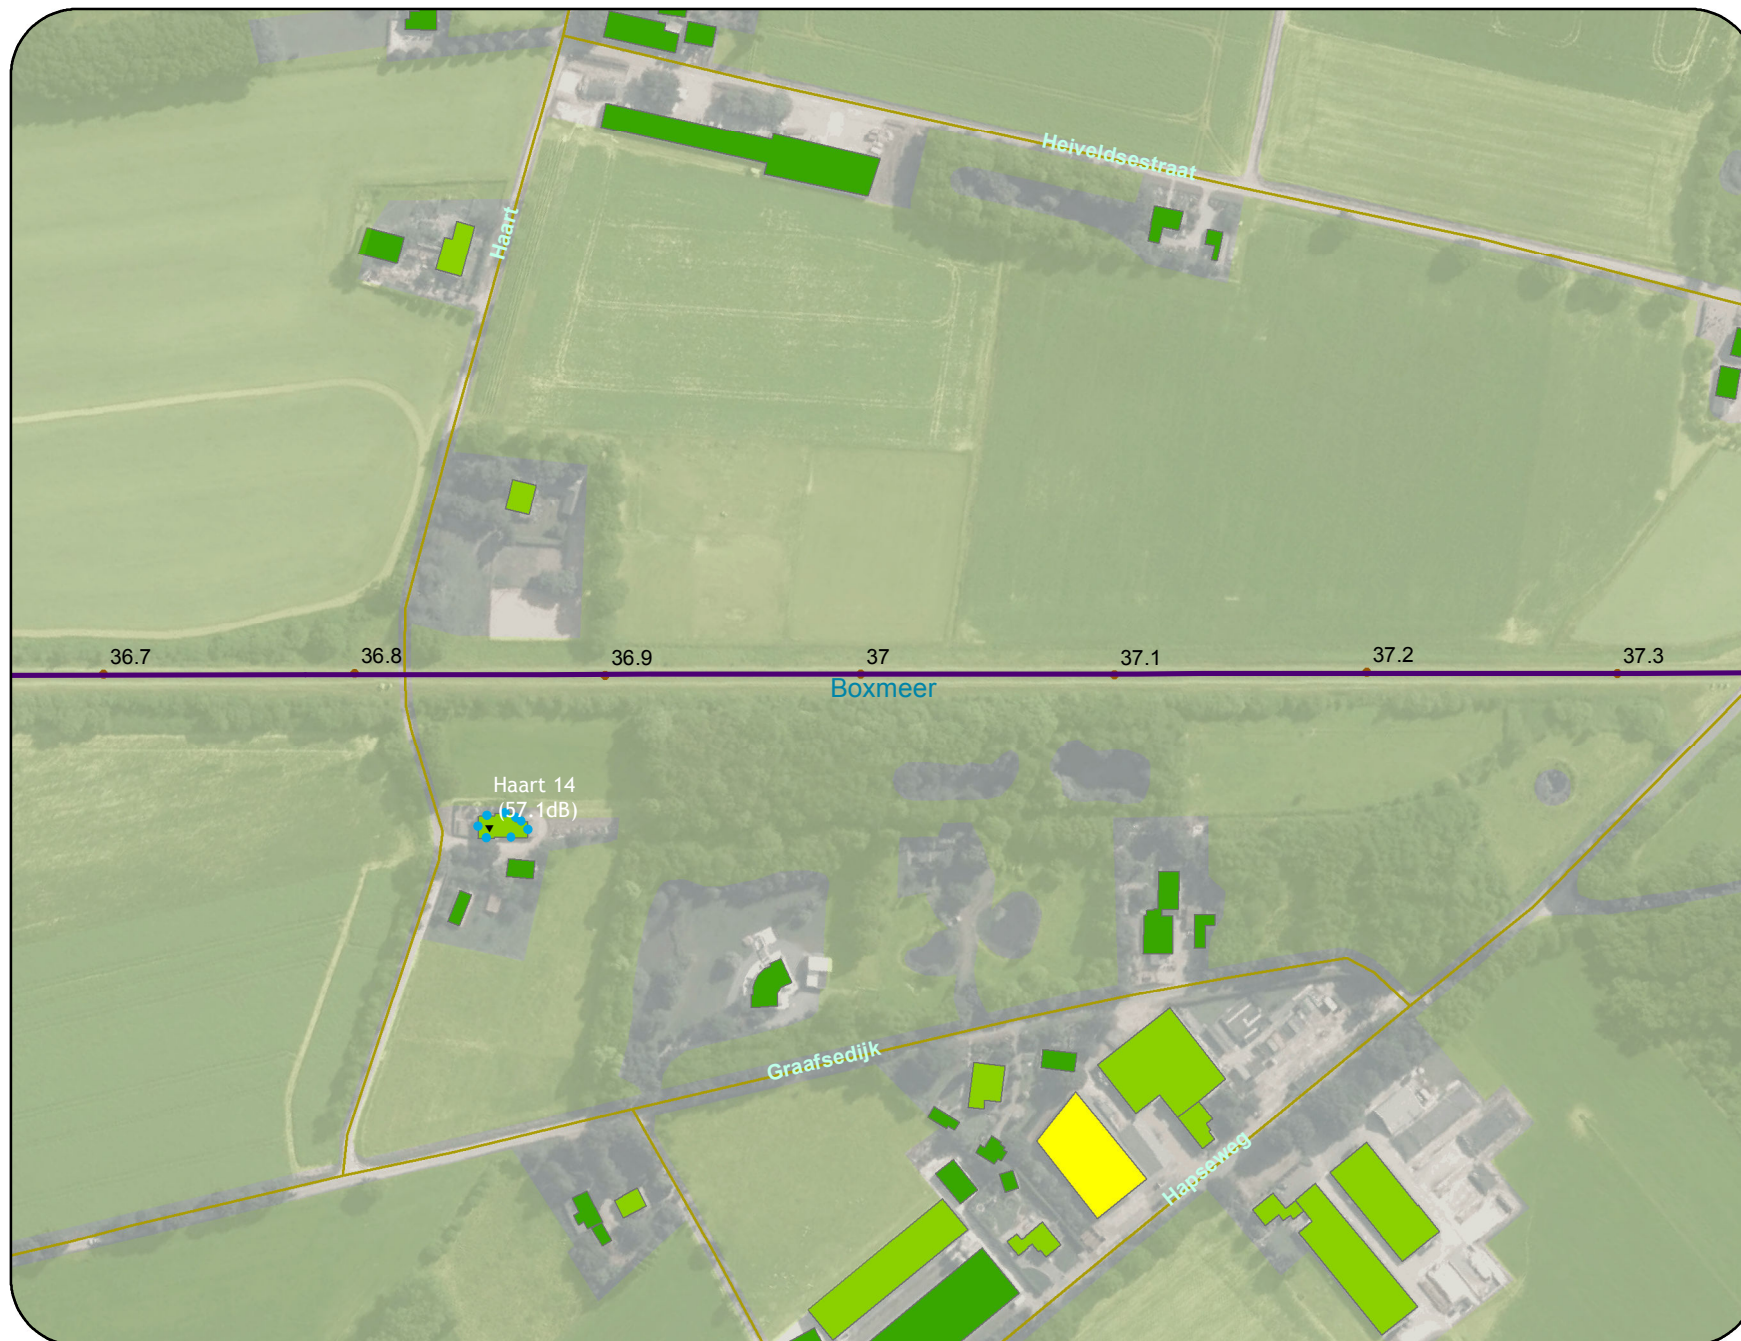 Heiveldsestraat
Haart
36.7
36.8
36.9
37
37.1
37.2
37.3
Boxmeer
Haart 14
(57.1dB)
Graafsedijk
Hapseweg